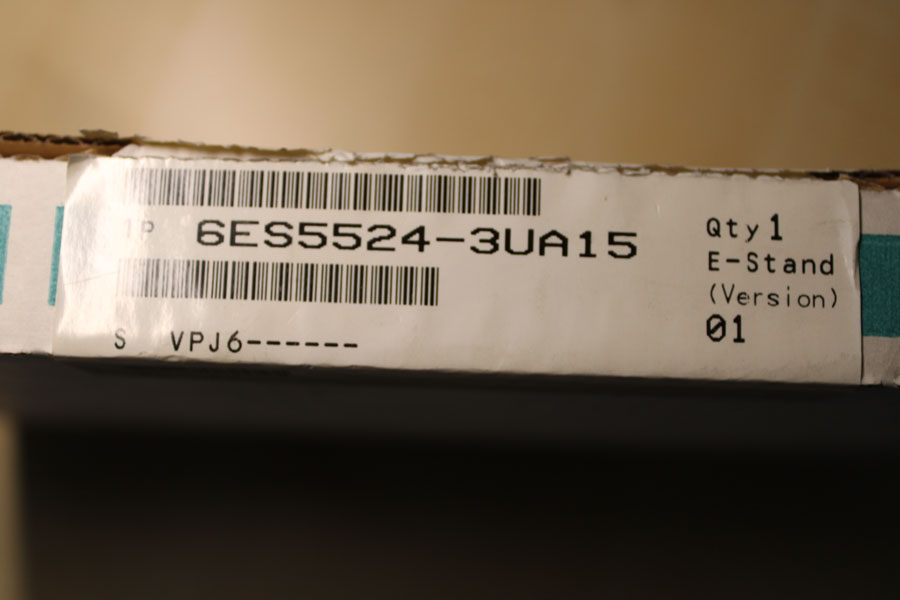 1P 6ES5524-3UA15
S VPJ6------
Qty 1
E-Stand
(Version)
01